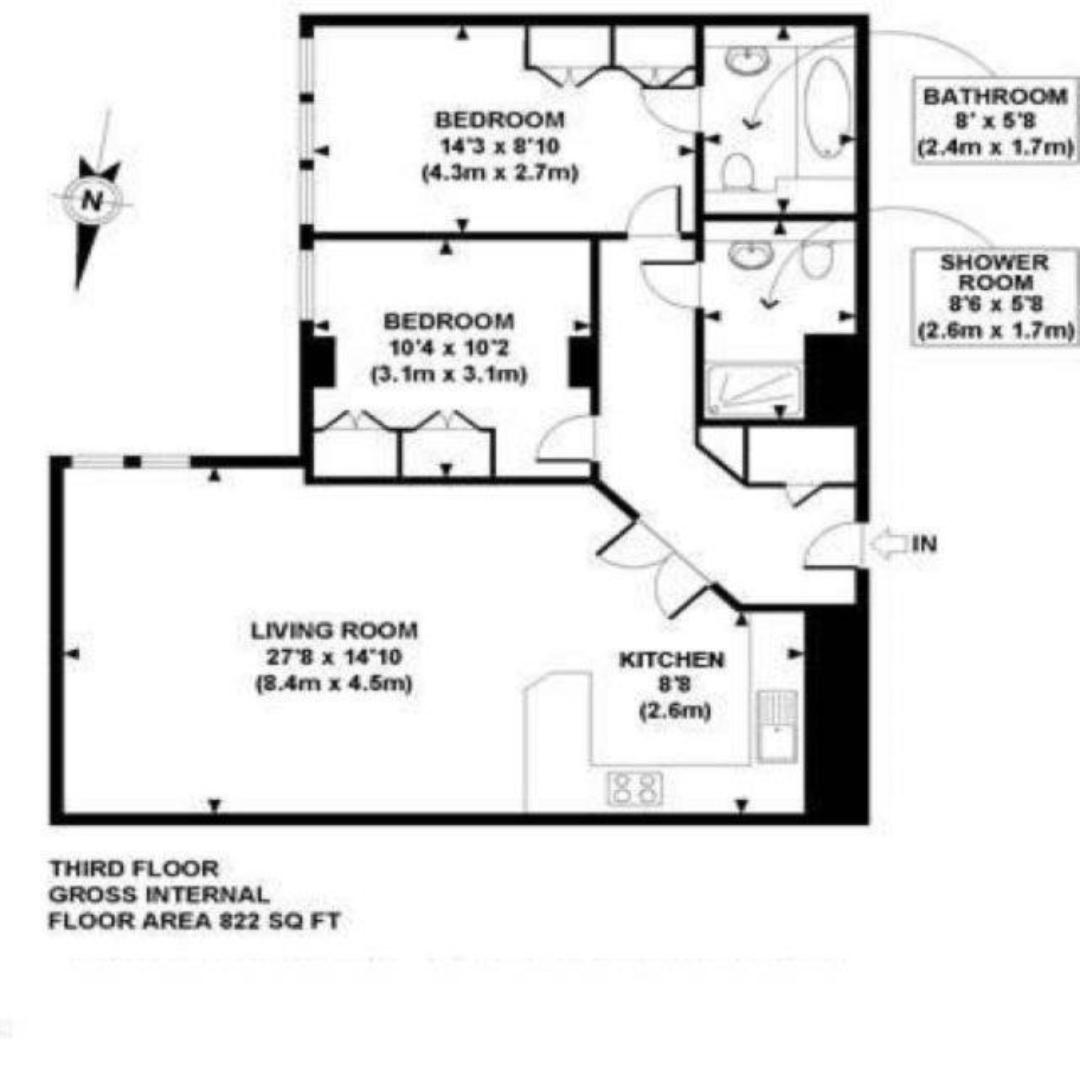 BATHROOM
8' x 5'8
(2.4m x 1.7m)
BEDROOM
14'3 x 8'10
(4.3m x 2.7m)
N
SHOWER
ROOM
8'6 x 5'8
(2.6m x 1.7m)
BEDROOM
10'4 x 10'2
(3.1m x 3.1m)
IN
LIVING ROOM
27'8 x 14'10
(8.4m x 4.5m)
KITCHEN
8'8
(2.6m)
THIRD FLOOR
GROSS INTERNAL
FLOOR AREA 822 SQ FT